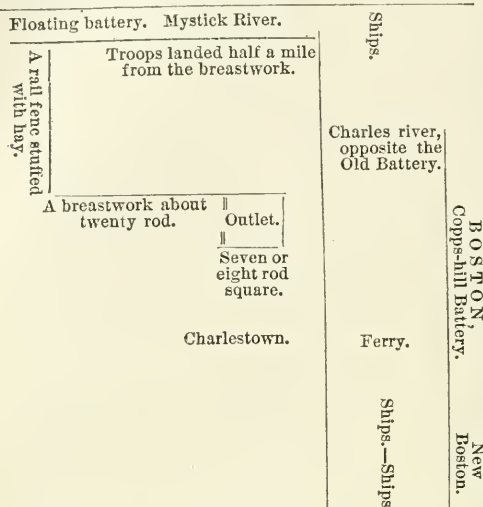 Floating battery. Mystick River.
Ships.
Troops landed half a mile
from the breastwork.
A rail fenc stuffed
with hay.
Charles river,
opposite the
Old Battery.
A breastwork about
twenty rod.
Outlet.
Seven or
eight rod
square.
BOSTON,
Copps-hill Battery.
Charlestown.
Ferry.
Ships.—Ships
New
Boston.